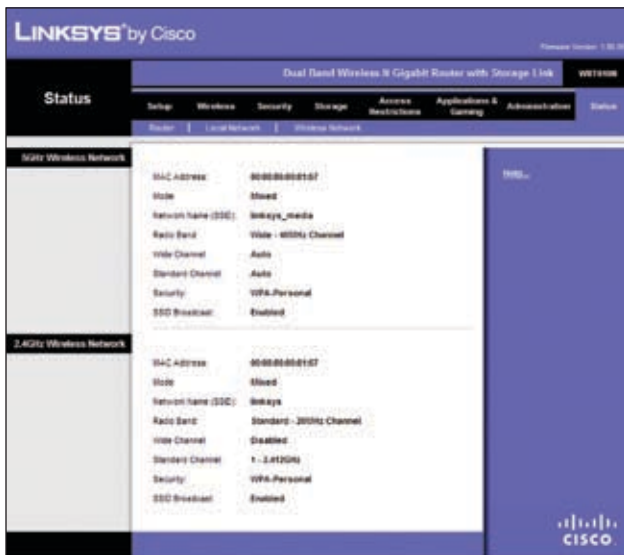 LINKSYS® by Cisco
Firmware Version:
Dual Band Wireless-N Gigabit Router with Storage Link
Status
Setup Wireless Security Storage Access Restrictions Applications & Gaming Administration Status
Router | Local Network | Wireless Network
5GHz Wireless Network
Help...
MAC Address:
Mode: Mixed
Network Name (SSID): linksys_media
Radio Band: Wide - 40GHz Channel
Wide Channel: Auto
Standard Channel: Auto
Security: WPA-Personal
SSID Broadcast: Enabled
2.4GHz Wireless Network
MAC Address:
Mode: Mixed
Network Name (SSID): linksys
Radio Band: Standard - 20GHz Channel
Wide Channel: Disabled
Standard Channel: 1 - 2.412GHz
Security: WPA-Personal
SSID Broadcast: Enabled
CISCO